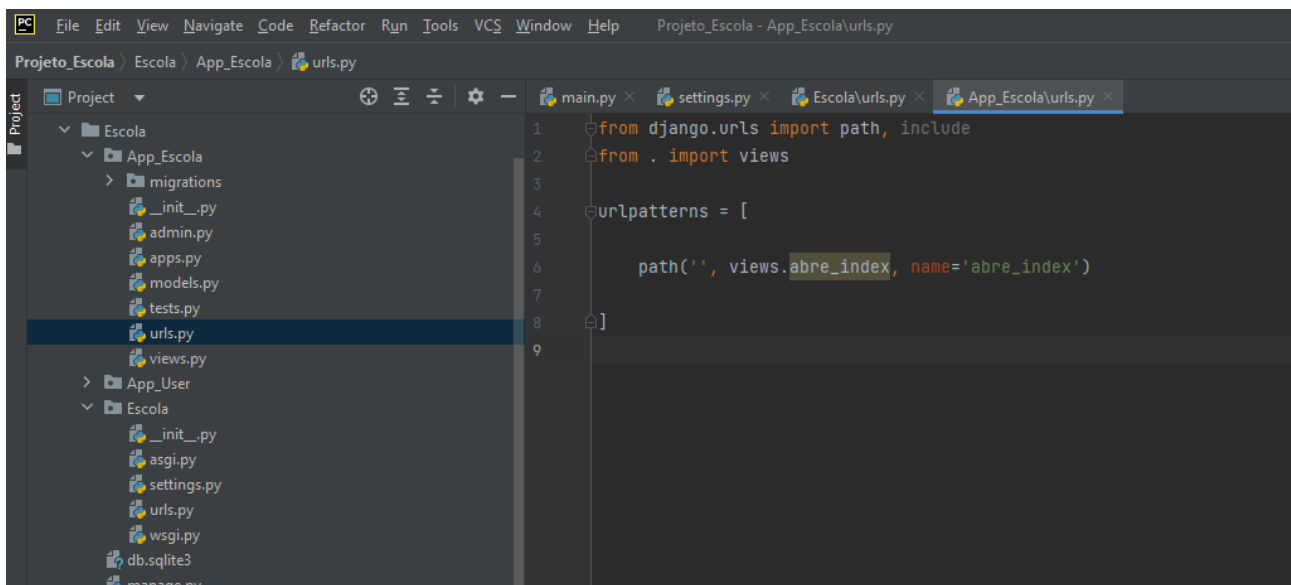 PC File Edit View Navigate Code Refactor Run Tools VCS Window Help Projeto_Escola - App_Escola\urls.py
Projeto_Escola Escola App_Escola urls.py
Project
Project main.py settings.py Escola\urls.py App_Escola\urls.py
Escola
App_Escola
migrations
__init__.py
admin.py
apps.py
models.py
tests.py
urls.py
views.py
App_User
Escola
__init__.py
asgi.py
settings.py
urls.py
wsgi.py
db.sqlite3
manage.py
1 from django.urls import path, include
2 from . import views
3
4 urlpatterns = [
5
6 path('', views.abre_index, name='abre_index')
7
8 ]
9